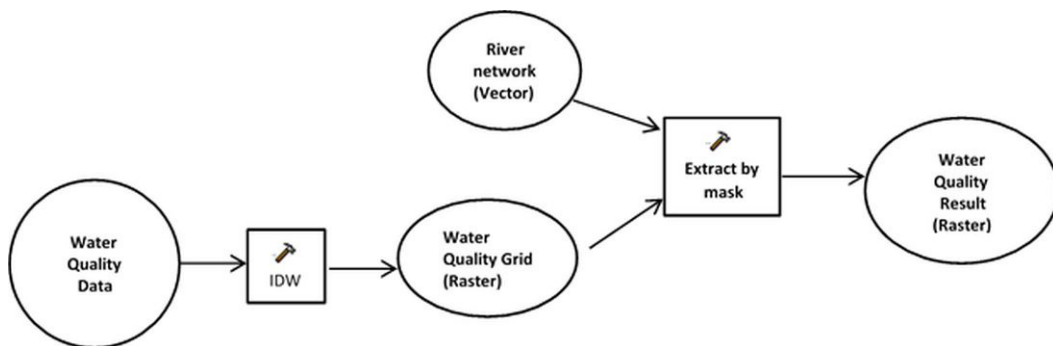 River
network
(Vector)
Extract by
mask
Water
Quality
Result
(Raster)
Water
Quality
Data
IDW
Water
Quality Grid
(Raster)